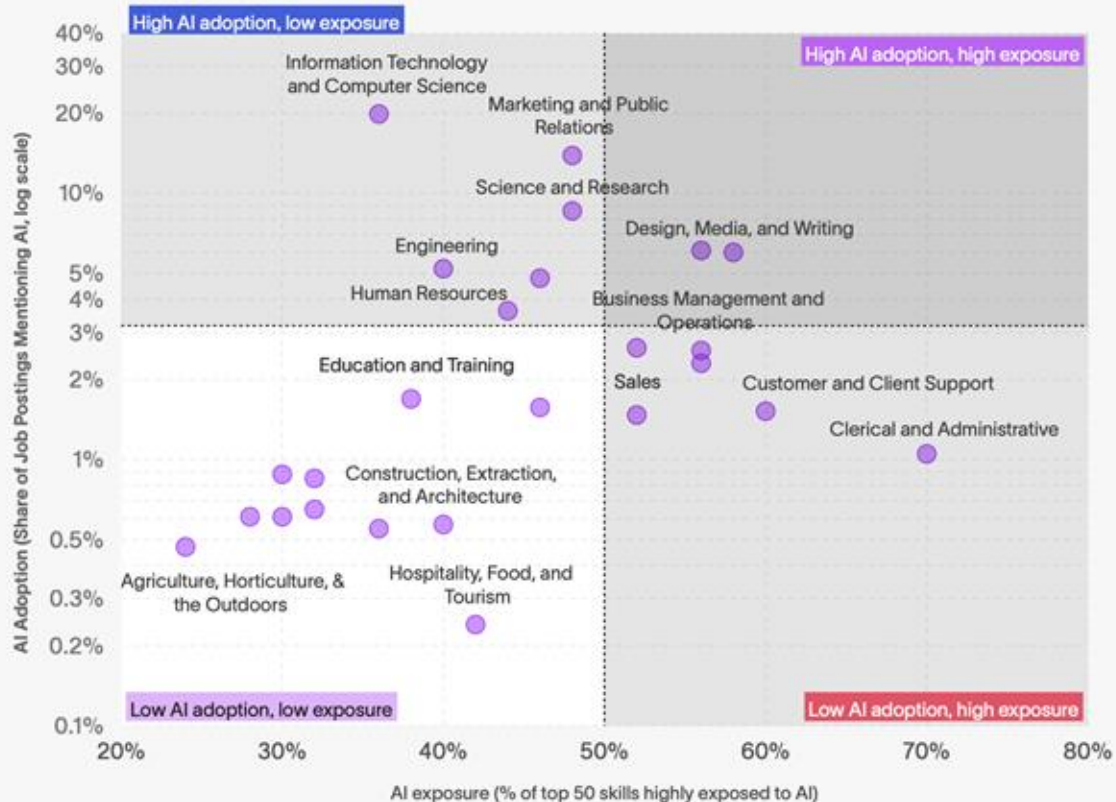 High AI adoption, low exposure
High AI adoption, high exposure
AI Adoption (Share of Job Postings Mentioning AI, log scale)
40%
30%
20%
10%
5%
4%
3%
2%
1%
0.5%
0.3%
0.2%
0.1%
Information Technology
and Computer Science
Marketing and Public
Relations
Science and Research
Design, Media, and Writing
Engineering
Human Resources
Business Management and
Operations
Education and Training
Sales
Customer and Client Support
Clerical and Administrative
Construction, Extraction,
and Architecture
Agriculture, Horticulture, &
the Outdoors
Hospitality, Food, and
Tourism
Low AI adoption, low exposure
Low AI adoption, high exposure
20%
30%
40%
50%
60%
70%
80%
AI exposure (% of top 50 skills highly exposed to AI)